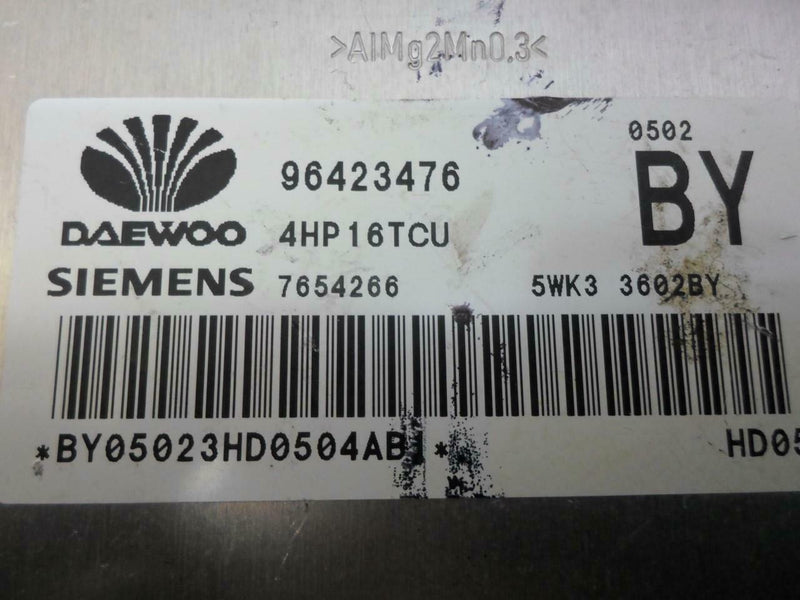 >AlMg2Mn0,3<
0502
96423476
BY
DAEWOO
4HP16TCU
SIEMENS 7654266 5WK3 3602BY
*BY05023HD0504AB *
HD05